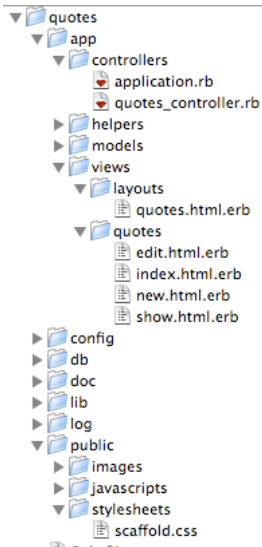 quotes
app
controllers
application.rb
quotes_controller.rb
helpers
models
views
layouts
quotes.html.erb
quotes
edit.html.erb
index.html.erb
new.html.erb
show.html.erb
config
db
doc
lib
log
public
images
javascripts
stylesheets
scaffold.css